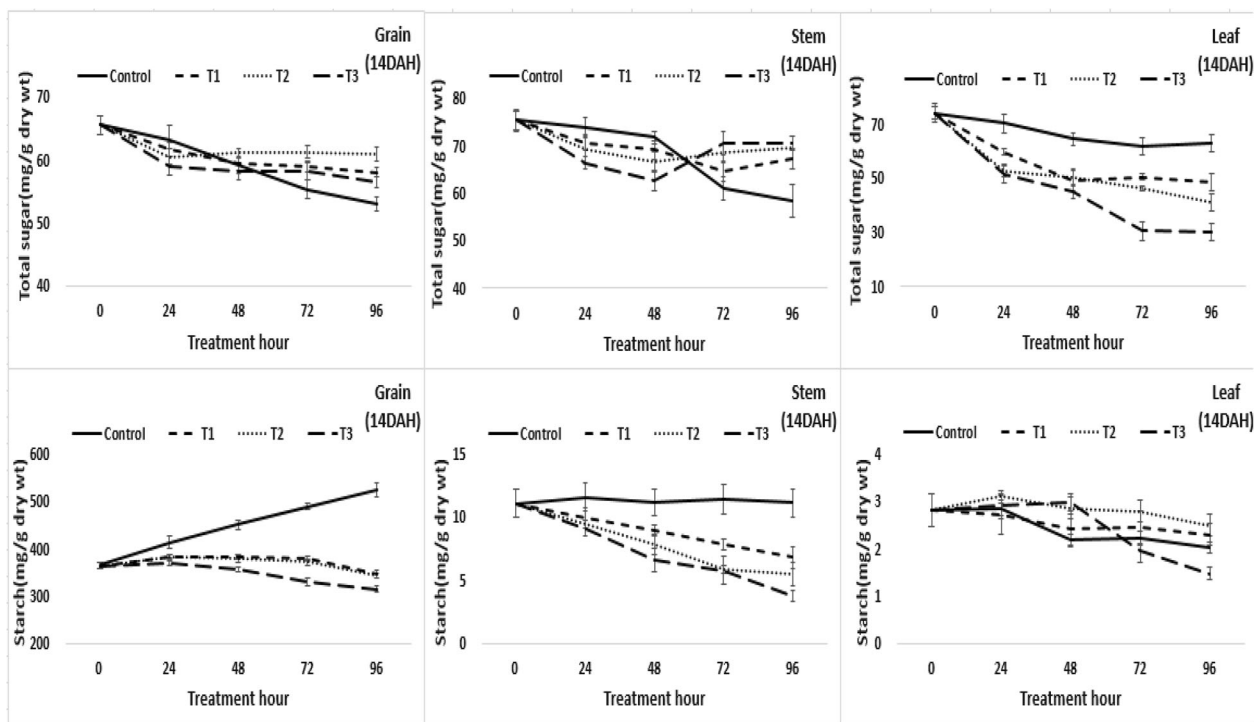 Grain
(14DAH)
Control T1 T2 T3
Total sugar(mg/g dry wt)
70
60
50
40
0 24 48 72 96
Treatment hour
Stem
(14DAH)
Control T1 T2 T3
Total sugar(mg/g dry wt)
80
70
60
50
40
0 24 48 72 96
Treatment hour
Leaf
(14DAH)
Control T1 T2 T3
Total sugar(mg/g dry wt)
70
50
30
10
0 24 48 72 96
Treatment hour
Grain
(14DAH)
Control T1 T2 T3
Starch(mg/g dry wt)
600
500
400
300
200
0 24 48 72 96
Treatment hour
Stem
(14DAH)
Control T1 T2 T3
Starch(mg/g dry wt)
15
10
5
0
0 24 48 72 96
Treatment hour
Leaf
(14DAH)
Control T1 T2 T3
Starch(mg/g dry wt)
4
3
2
1
0
0 24 48 72 96
Treatment hour